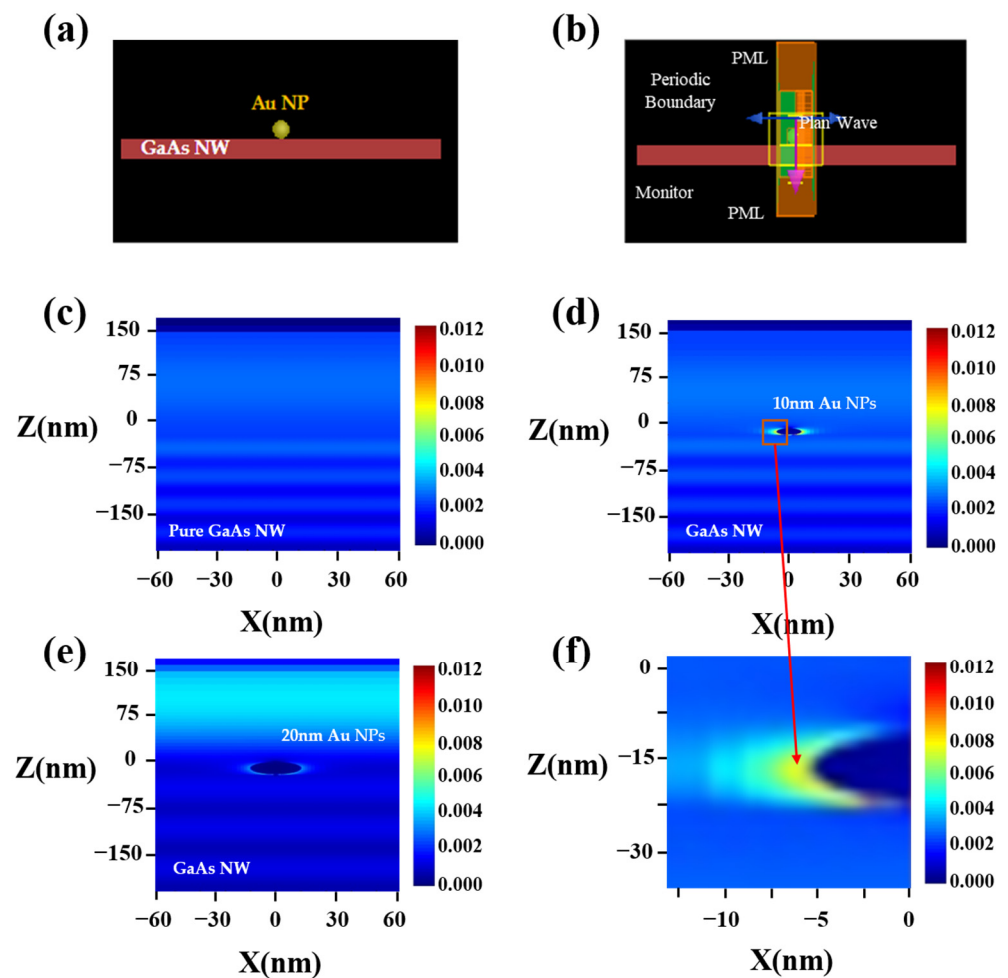 (a)
Au NP
GaAs NW
(b)
PML
Periodic
Boundary
Plan Wave
Monitor
PML
(c)
150
75
0
−75
−150
Z(nm)
Pure GaAs NW
−60 −30 0 30 60
X(nm)
0.012
0.010
0.008
0.006
0.004
0.002
0.000
(d)
150
75
0
−75
−150
Z(nm)
10nm Au NPs
GaAs NW
−60 −30 0 30 60
X(nm)
0.012
0.010
0.008
0.006
0.004
0.002
0.000
(e)
150
75
0
−75
−150
Z(nm)
20nm Au NPs
GaAs NW
−60 −30 0 30 60
X(nm)
0.012
0.010
0.008
0.006
0.004
0.002
0.000
(f)
0
−15
−30
Z(nm)
−10 −5 0
X(nm)
0.012
0.010
0.008
0.006
0.004
0.002
0.000